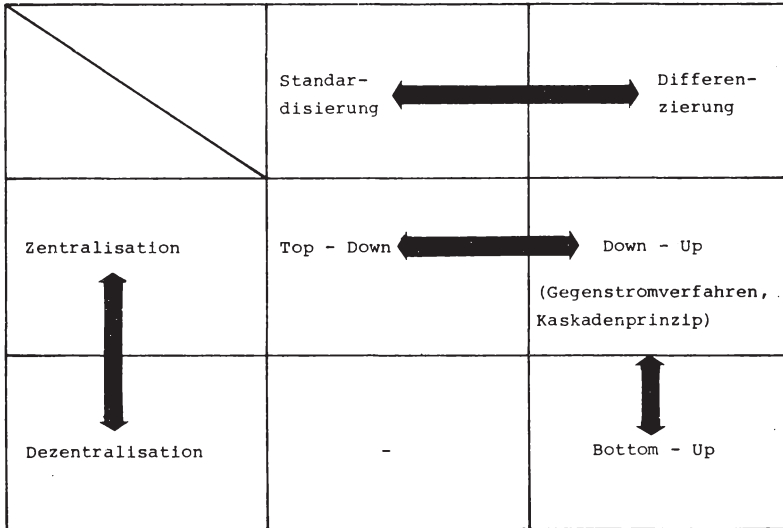 Standar-
disierung
Differen-
zierung
Zentralisation
Top - Down
Down - Up
(Gegenstromverfahren,
Kaskadenprinzip)
Dezentralisation
-
Bottom - Up